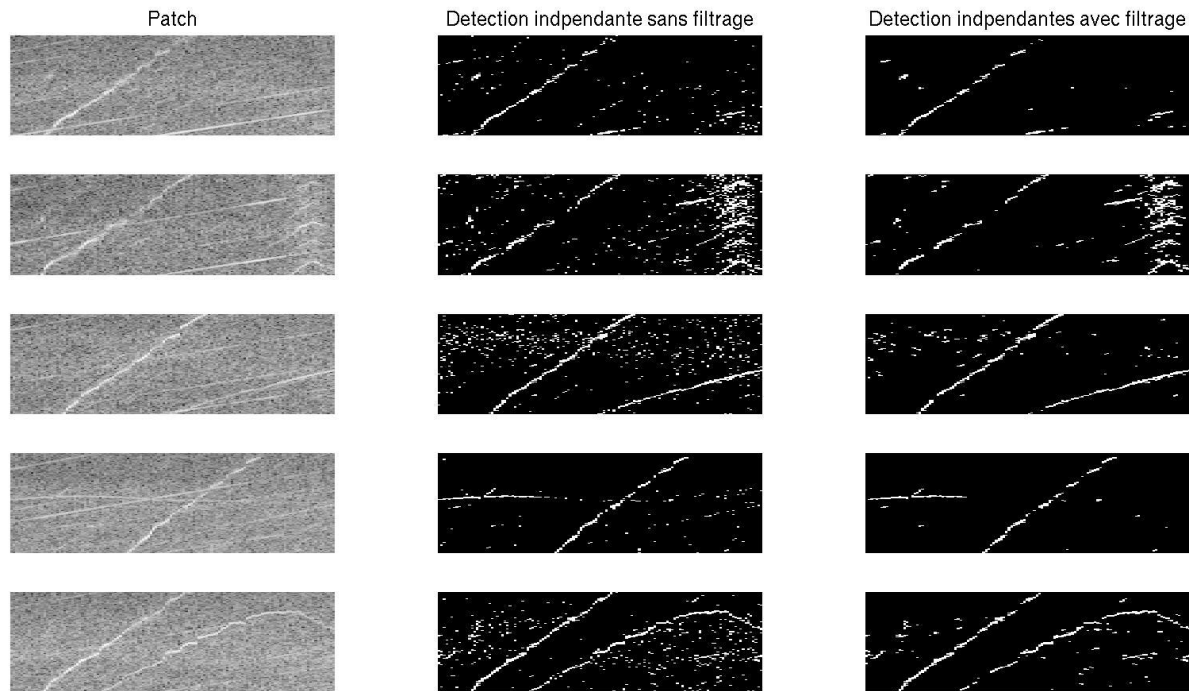 Patch
Detection indpendante sans filtrage
Detection indpendantes avec filtrage